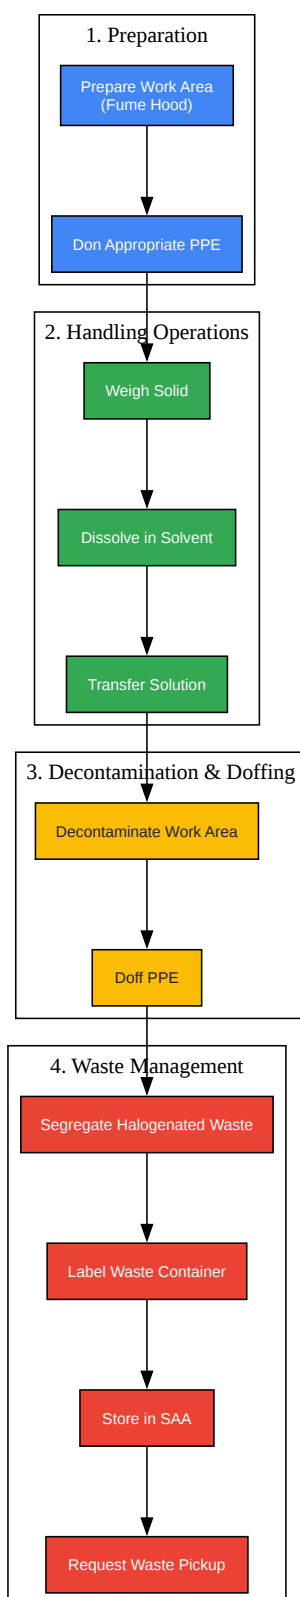 1. Preparation
Prepare Work Area
(Fume Hood)
Don Appropriate PPE
2. Handling Operations
Weigh Solid
Dissolve in Solvent
Transfer Solution
3. Decontamination & Doffing
Decontaminate Work Area
Doff PPE
4. Waste Management
Segregate Halogenated Waste
Label Waste Container
Store in SAA
Request Waste Pickup